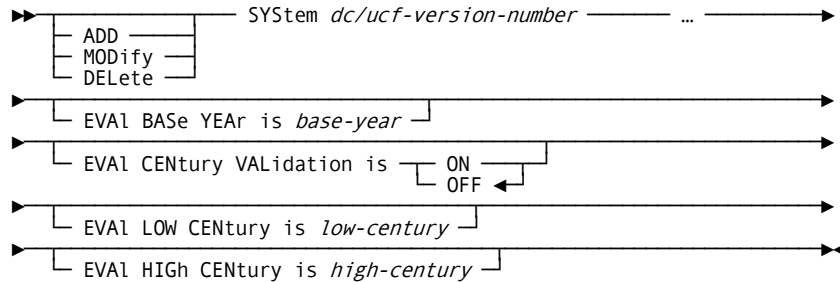 SYStem dc/ucf-version-number …
ADD
MODify
DELete
EVAl BASe YEAr is base-year
EVAl CENtury VALidation is ON
OFF
EVAl LOW CENtury is low-century
EVAl HIGh CENtury is high-century